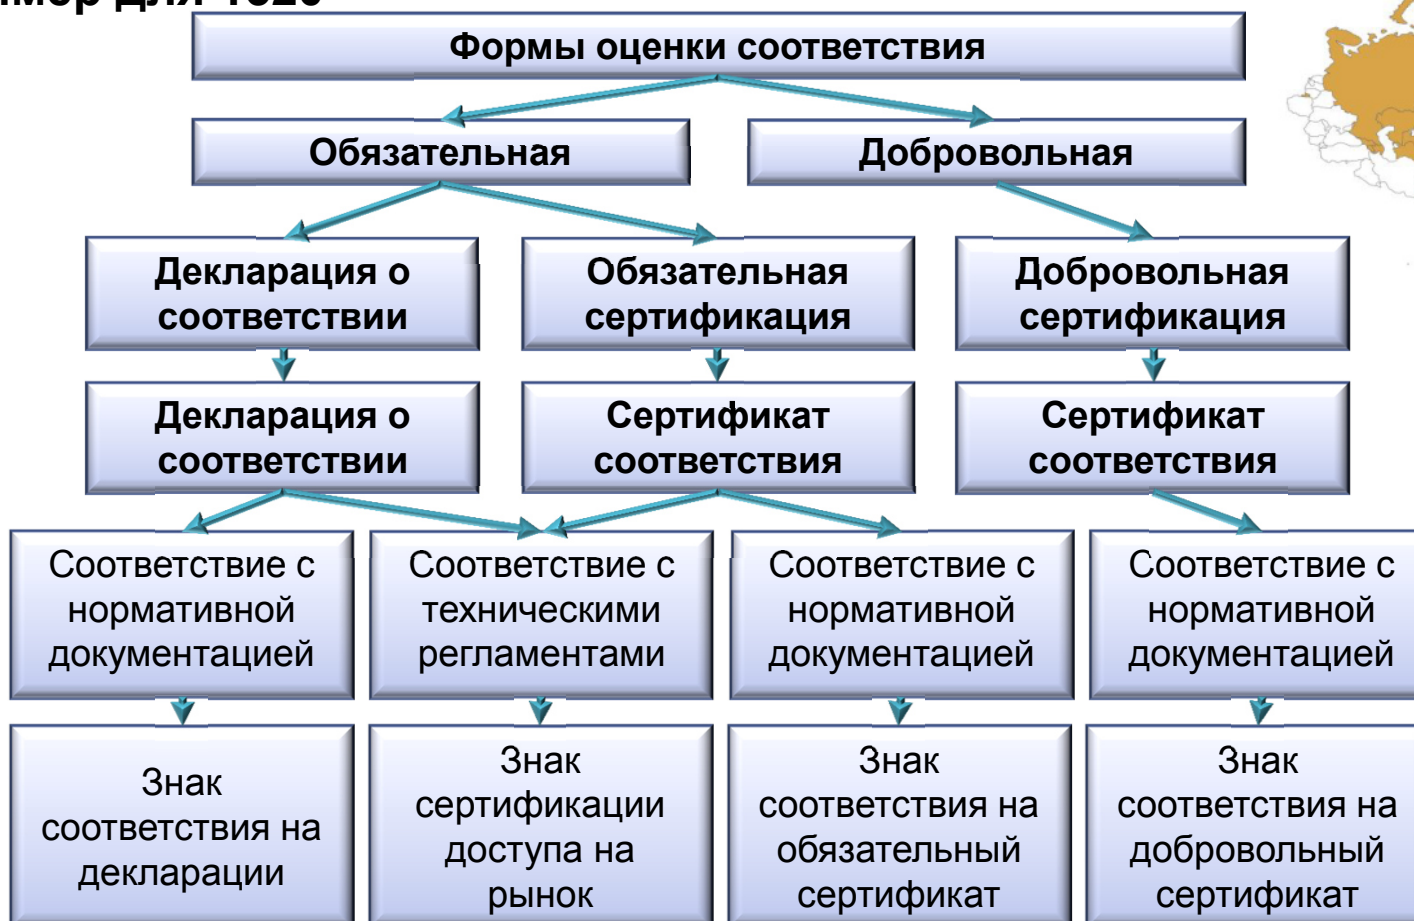 для 1520
Формы оценки соответствия
Обязательная
Добровольная
Декларация о
соответствии
Обязательная
сертификация
Добровольная
сертификация
Декларация о
соответствии
Сертификат
соответствия
Сертификат
соответствия
Соответствие с
нормативной
документацией
Соответствие с
техническими
регламентами
Соответствие с
нормативной
документацией
Соответствие с
нормативной
документацией
Знак
соответствия на
декларации
Знак
сертификации
доступа на
рынок
Знак
соответствия на
обязательный
сертификат
Знак
соответствия на
добровольный
сертификат